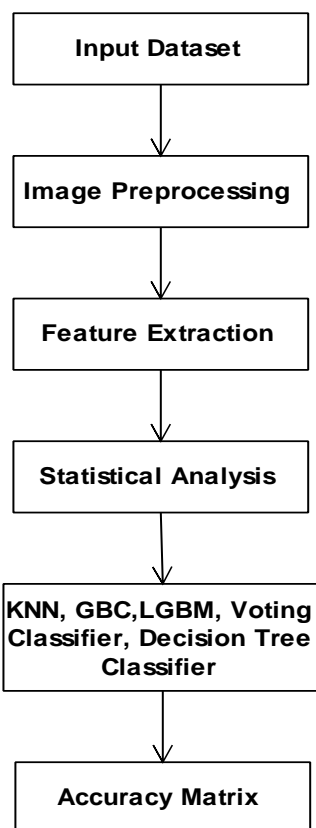 Input Dataset
Image Preprocessing
Feature Extraction
Statistical Analysis
KNN, GBC,LGBM, Voting
Classifier, Decision Tree
Classifier
Accuracy Matrix